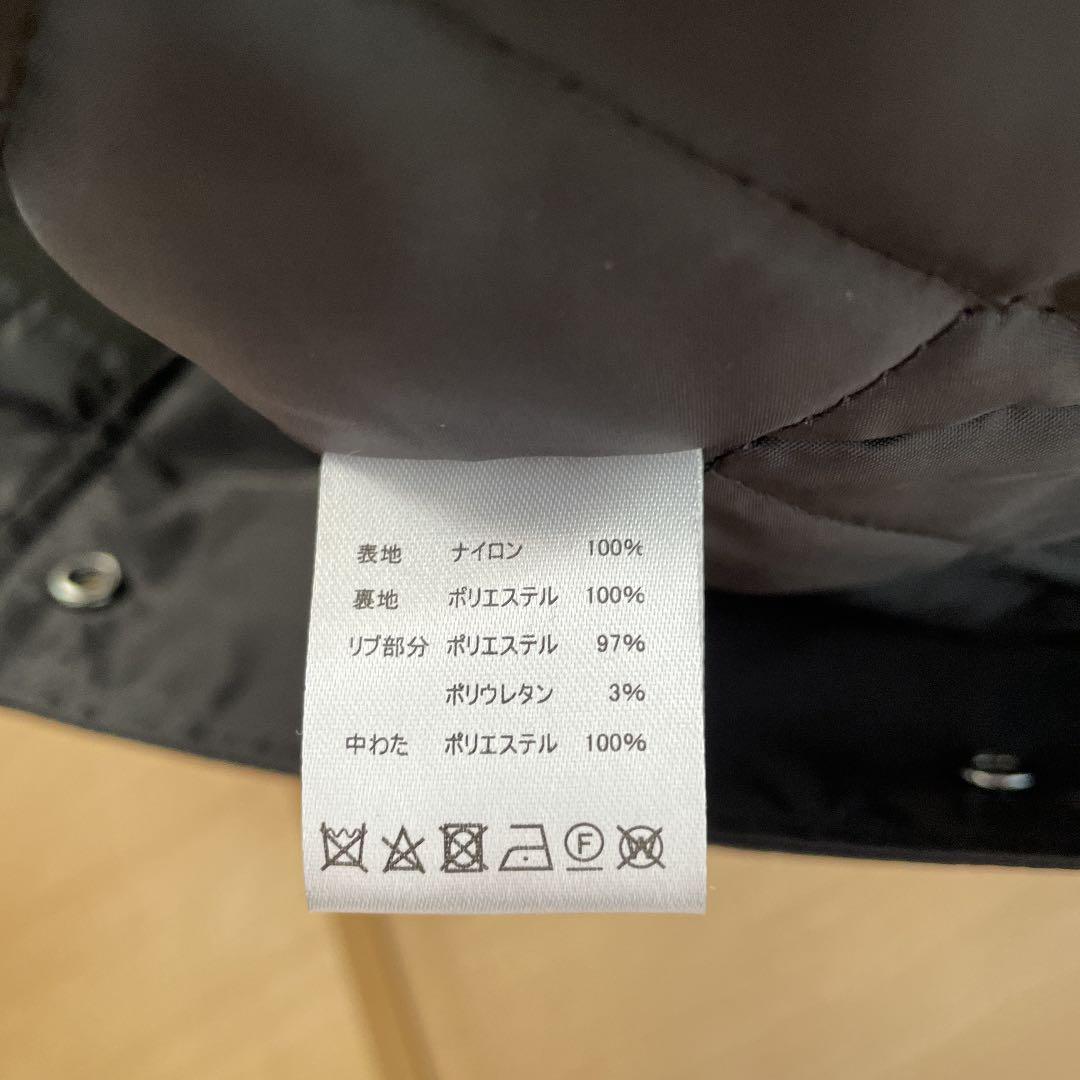 表地 ナイロン 100%
裏地 ポリエステル 100%
リブ部分 ポリエステル 97%
ポリウレタン 3%
中わた ポリエステル 100%
F W